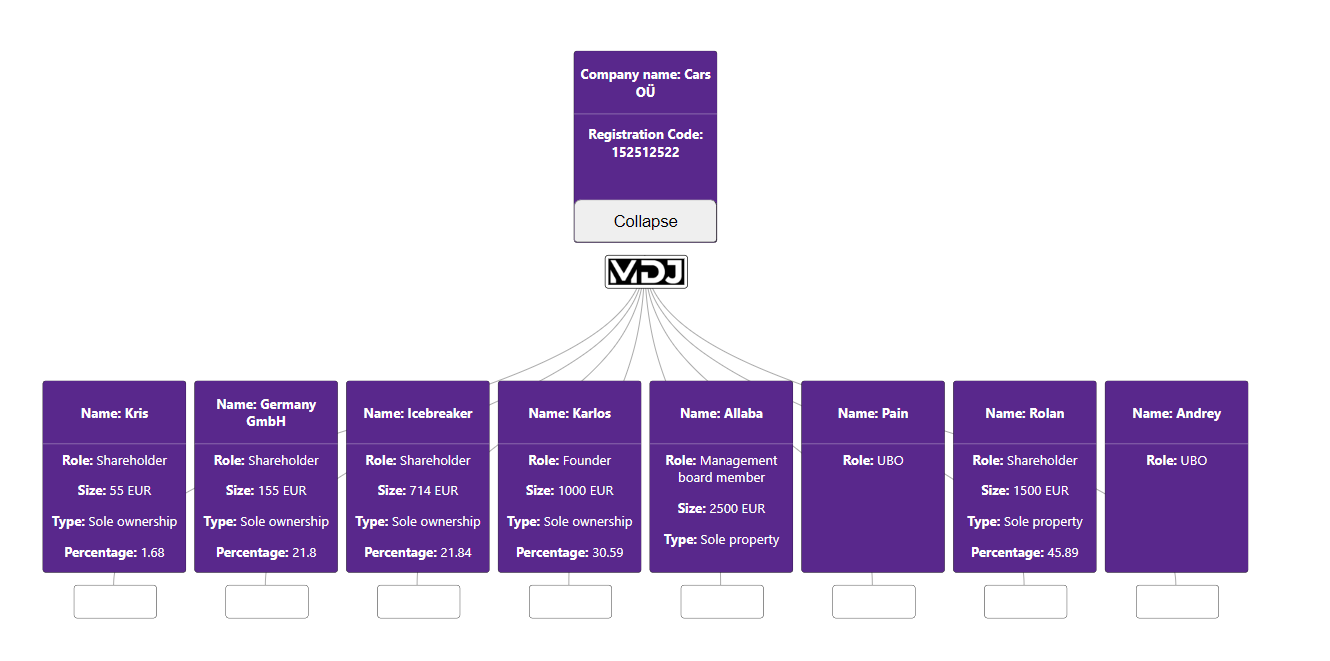 Company name: Cars
OÜ
Registration Code:
152512522
Collapse
MDJ
Name: Kris
Role: Shareholder
Size: 55 EUR
Type: Sole ownership
Percentage: 1.68
Name: Germany
GmbH
Role: Shareholder
Size: 155 EUR
Type: Sole ownership
Percentage: 21.8
Name: Icebreaker
Role: Shareholder
Size: 714 EUR
Type: Sole ownership
Percentage: 21.84
Name: Karlos
Role: Founder
Size: 1000 EUR
Type: Sole ownership
Percentage: 30.59
Name: Allaba
Role: Management
board member
Size: 2500 EUR
Type: Sole property
Name: Pain
Role: UBO
Name: Rolan
Role: Shareholder
Size: 1500 EUR
Type: Sole property
Percentage: 45.89
Name: Andrey
Role: UBO